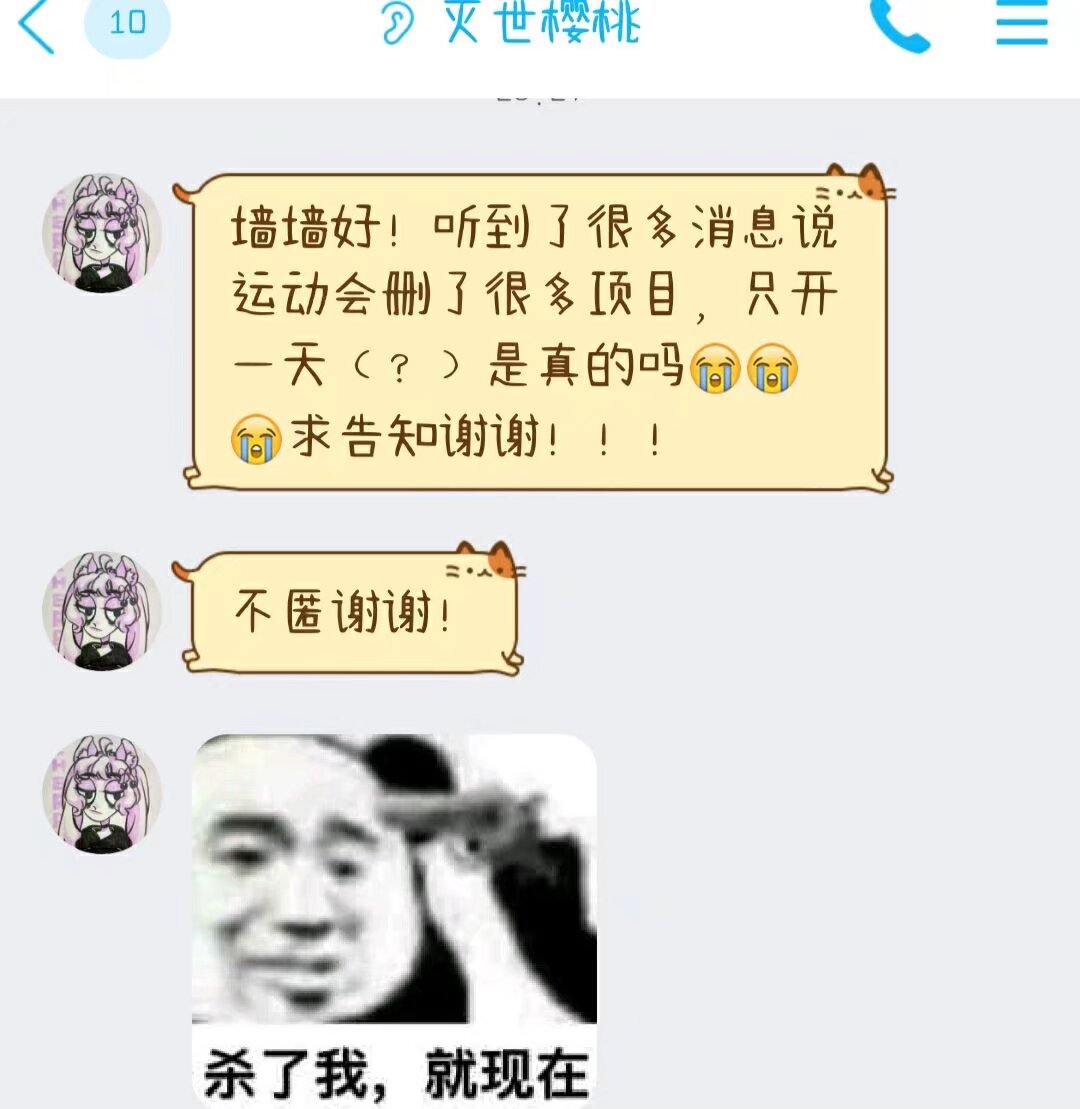 10
灭世樱桃
墙墙好！听到了很多消息说
运动会删了很多项目，只开
一天（？）是真的吗😭😭
😭求告知谢谢！！！
不匿谢谢！
杀了我，就现在